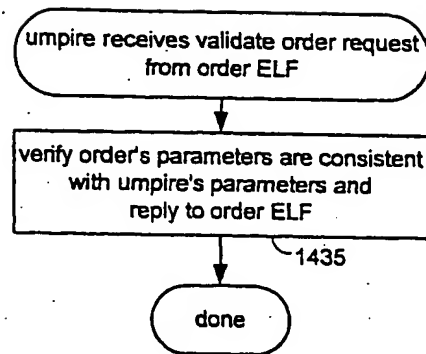 umpire receives validate order request
from order ELF
verify order's parameters are consistent
with umpire's parameters and
reply to order ELF
1435
done